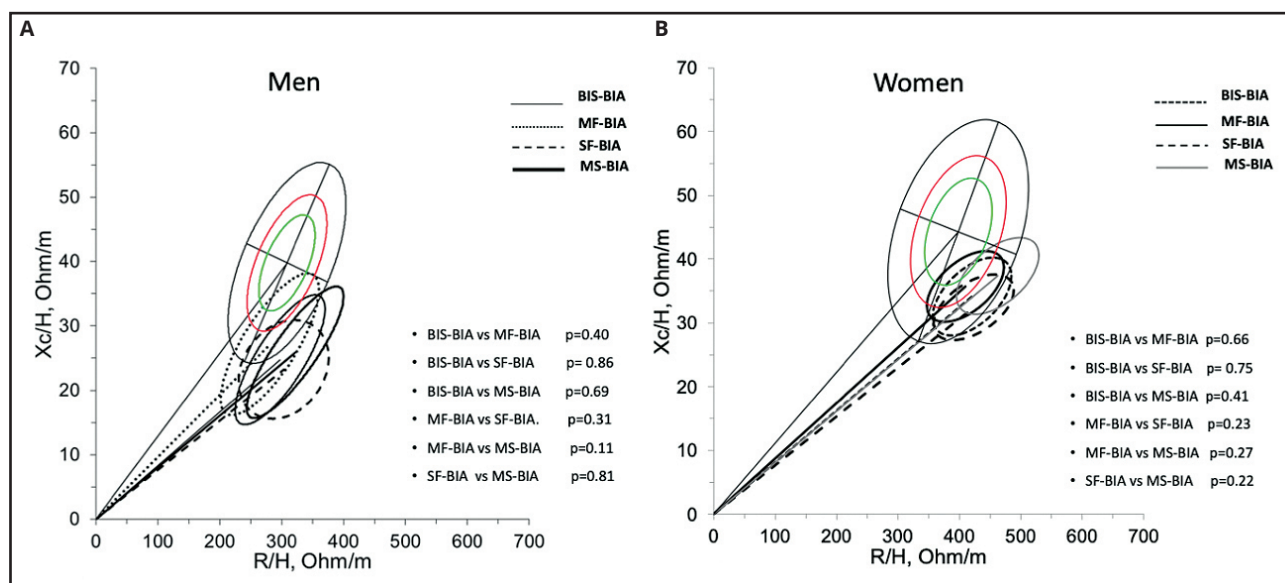 A
Men
BIS-BIA
MF-BIA
SF-BIA
MS-BIA
Xc/H, Ohm/m
70
60
50
40
30
20
10
0
• BIS-BIA vs MF-BIA p=0.40
• BIS-BIA vs SF-BIA p= 0.86
• BIS-BIA vs MS-BIA p=0.69
• MF-BIA vs SF-BIA. p=0.31
• MF-BIA vs MS-BIA p=0.11
• SF-BIA vs MS-BIA p=0.81
0 100 200 300 400 500 600 700
R/H, Ohm/m
B
Women
BIS-BIA
MF-BIA
SF-BIA
MS-BIA
Xc/H, Ohm/m
70
60
50
40
30
20
10
0
• BIS-BIA vs MF-BIA p=0.66
• BIS-BIA vs SF-BIA p= 0.75
• BIS-BIA vs MS-BIA p=0.41
• MF-BIA vs SF-BIA p=0.23
• MF-BIA vs MS-BIA p=0.27
• SF-BIA vs MS-BIA p=0.22
0 100 200 300 400 500 600 700
R/H, Ohm/m